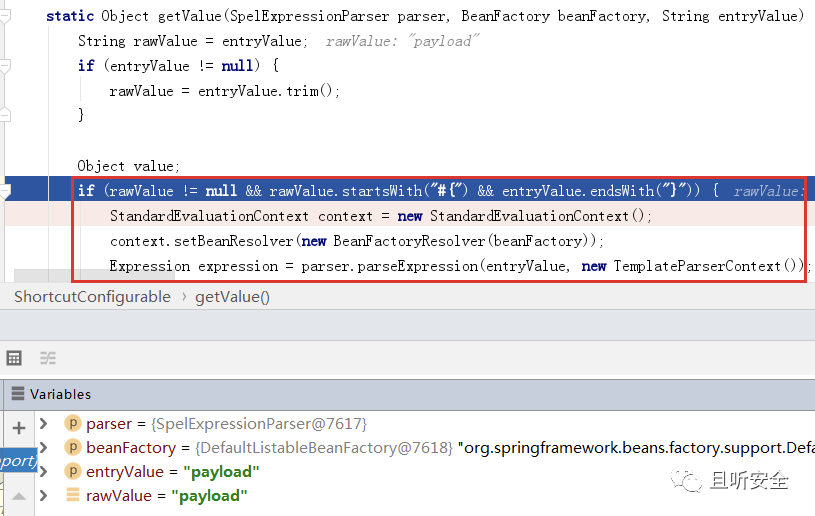 static Object getValue(SpelExpressionParser parser, BeanFactory beanFactory, String entryValue)
String rawValue = entryValue;  rawValue: "payload"
if (entryValue != null) {
rawValue = entryValue.trim();
}
Object value;
if (rawValue != null && rawValue.startsWith("#{") && entryValue.endsWith("}")) {  rawValue:
StandardEvaluationContext context = new StandardEvaluationContext();
context.setBeanResolver(new BeanFactoryResolver(beanFactory));
Expression expression = parser.parseExpression(entryValue, new TemplateParserContext());
ShortcutConfigurable › getValue()
Variables
parser = {SpelExpressionParser@7617}
beanFactory = {DefaultListableBeanFactory@7618} "org.springframework.beans.factory.support.Defa
port)
entryValue = "payload"
rawValue = "payload"
且听安全